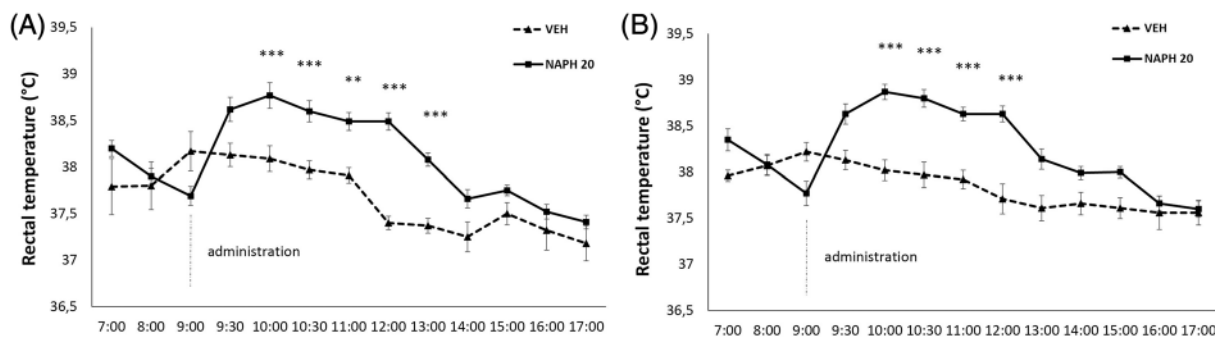 (A)
Rectal temperature (°C)
39,5
39
38,5
38
37,5
37
36,5
VEH
NAPH 20
*** *** ** *** ***
administration
7:00 8:00 9:00 9:30 10:00 10:30 11:00 12:00 13:00 14:00 15:00 16:00 17:00
(B)
Rectal temperature (°C)
39,5
39
38,5
38
37,5
37
36,5
VEH
NAPH 20
*** *** *** ***
administration
7:00 8:00 9:00 9:30 10:00 10:30 11:00 12:00 13:00 14:00 15:00 16:00 17:00